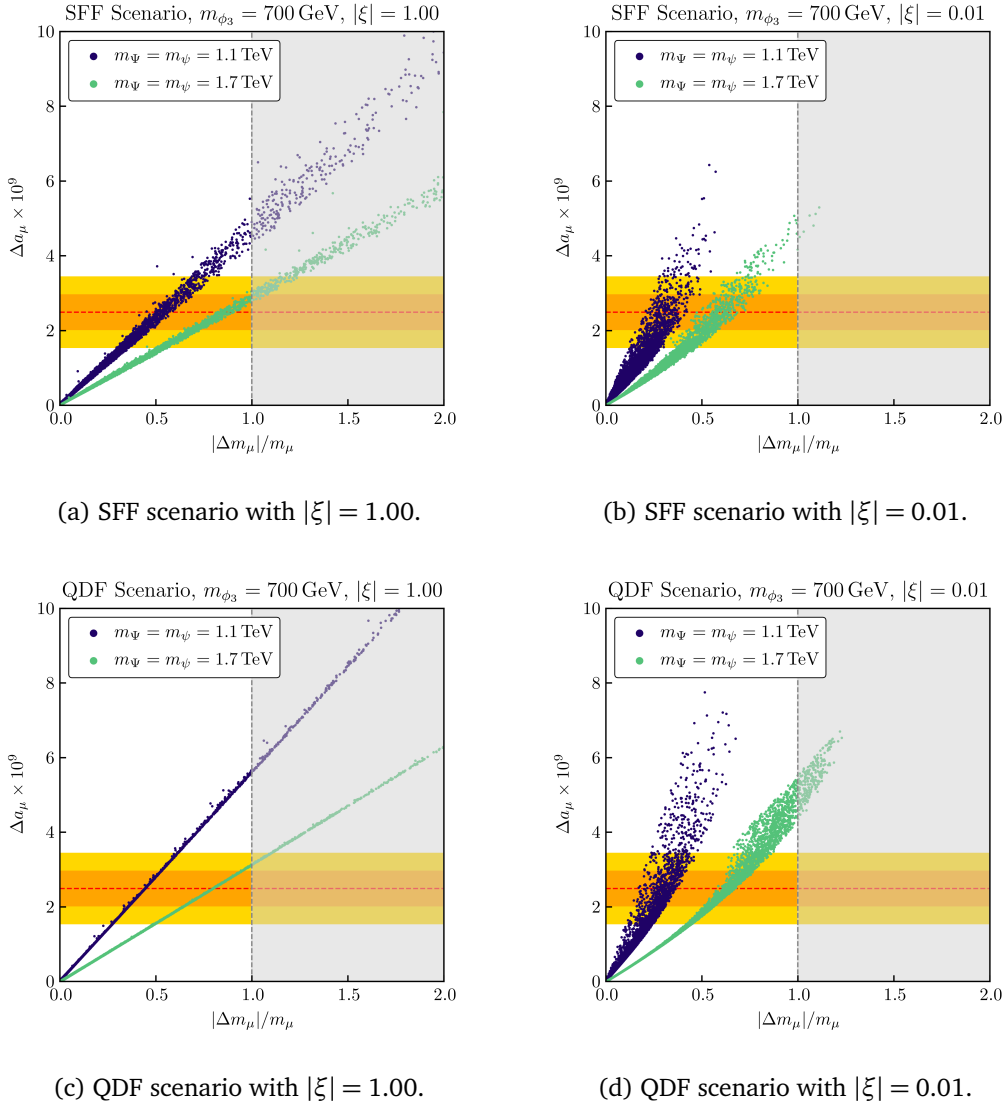 SFF Scenario, $m_{\phi_3} = 700\,\mathrm{GeV}$, $|\xi| = 1.00$
$m_\Psi = m_\psi = 1.1\,\mathrm{TeV}$
$m_\Psi = m_\psi = 1.7\,\mathrm{TeV}$
10
8
6
4
2
0
$\Delta a_\mu \times 10^9$
0.0 0.5 1.0 1.5 2.0
$|\Delta m_\mu|/m_\mu$
(a) SFF scenario with $|\xi| = 1.00$.
SFF Scenario, $m_{\phi_3} = 700\,\mathrm{GeV}$, $|\xi| = 0.01$
$m_\Psi = m_\psi = 1.1\,\mathrm{TeV}$
$m_\Psi = m_\psi = 1.7\,\mathrm{TeV}$
10
8
6
4
2
0
$\Delta a_\mu \times 10^9$
0.0 0.5 1.0 1.5 2.0
$|\Delta m_\mu|/m_\mu$
(b) SFF scenario with $|\xi| = 0.01$.
QDF Scenario, $m_{\phi_3} = 700\,\mathrm{GeV}$, $|\xi| = 1.00$
$m_\Psi = m_\psi = 1.1\,\mathrm{TeV}$
$m_\Psi = m_\psi = 1.7\,\mathrm{TeV}$
10
8
6
4
2
0
$\Delta a_\mu \times 10^9$
0.0 0.5 1.0 1.5 2.0
$|\Delta m_\mu|/m_\mu$
(c) QDF scenario with $|\xi| = 1.00$.
QDF Scenario, $m_{\phi_3} = 700\,\mathrm{GeV}$, $|\xi| = 0.01$
$m_\Psi = m_\psi = 1.1\,\mathrm{TeV}$
$m_\Psi = m_\psi = 1.7\,\mathrm{TeV}$
10
8
6
4
2
0
$\Delta a_\mu \times 10^9$
0.0 0.5 1.0 1.5 2.0
$|\Delta m_\mu|/m_\mu$
(d) QDF scenario with $|\xi| = 0.01$.